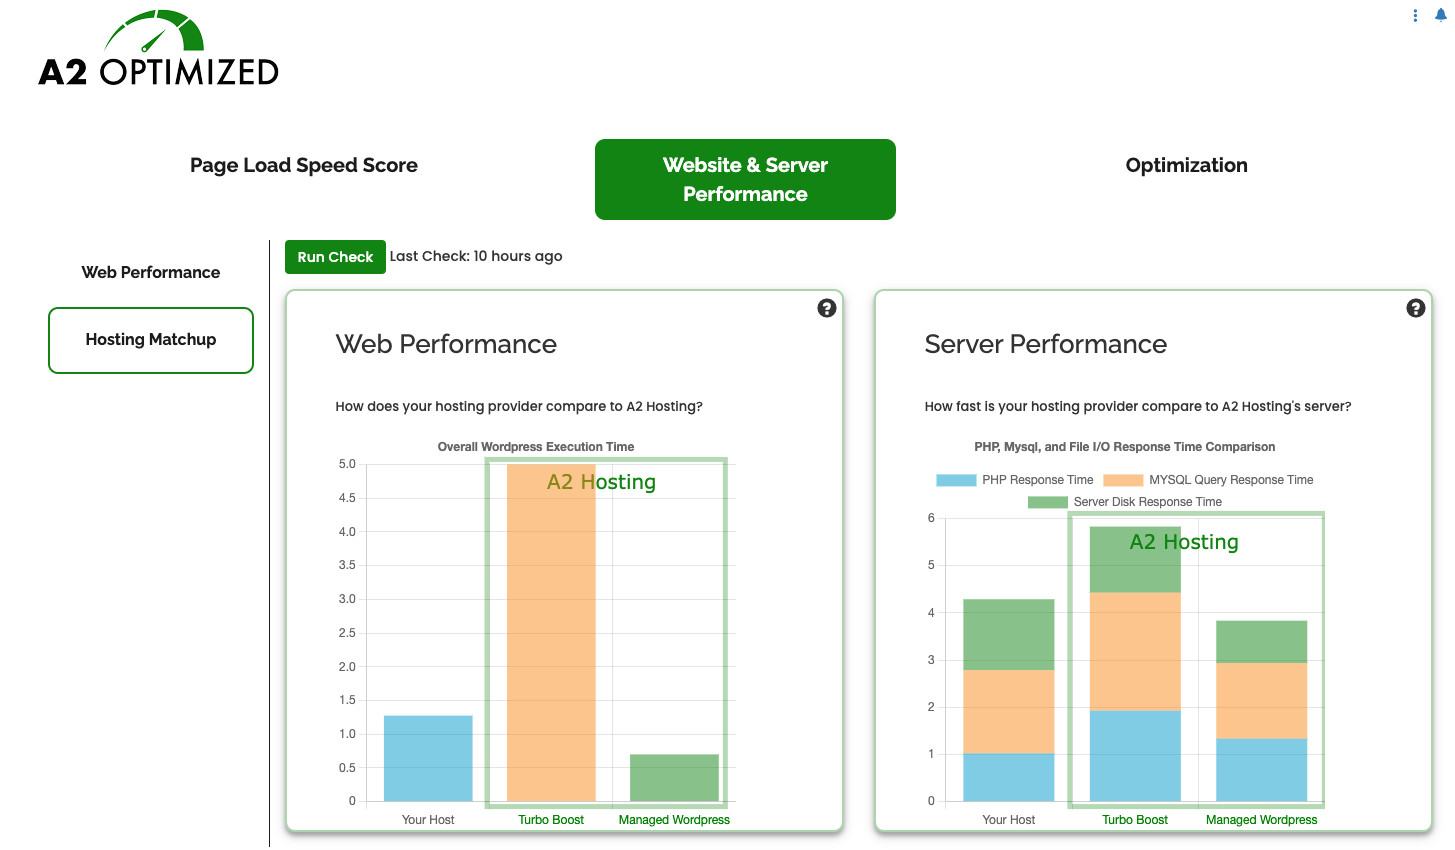 A2 OPTIMIZED
Page Load Speed Score
Website & Server
Performance
Optimization
Web Performance
Hosting Matchup
Run Check
Last Check: 10 hours ago
Web Performance
How does your hosting provider compare to A2 Hosting?
Overall Wordpress Execution Time
A2 Hosting
5.0
4.5
4.0
3.5
3.0
2.5
2.0
1.5
1.0
0.5
0
Your Host
Turbo Boost
Managed Wordpress
Server Performance
How fast is your hosting provider compare to A2 Hosting's server?
PHP, Mysql, and File I/O Response Time Comparison
PHP Response Time
MYSQL Query Response Time
Server Disk Response Time
A2 Hosting
6
5
4
3
2
1
0
Your Host
Turbo Boost
Managed Wordpress